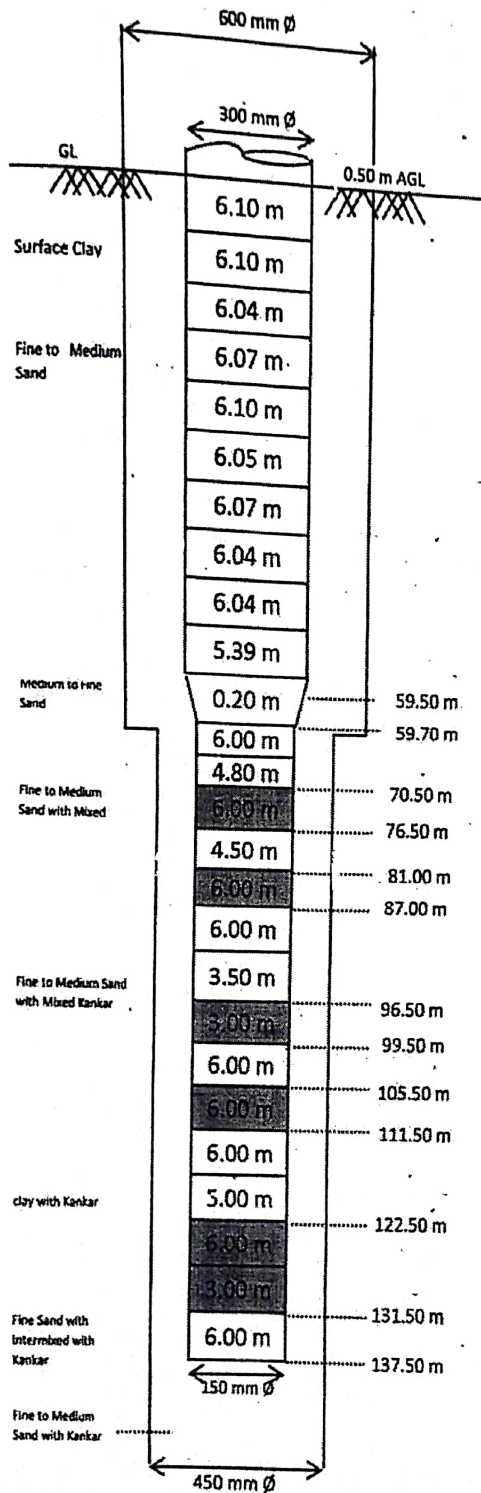 600 mm Ø
300 mm Ø
GL
0.50 m AGL
6.10 m
Surface Clay
6.10 m
6.04 m
Fine to Medium
Sand
6.07 m
6.10 m
6.05 m
6.07 m
6.04 m
6.04 m
5.39 m
Medium to Fine
Sand
0.20 m
59.50 m
59.70 m
6.00 m
4.80 m
Fine to Medium
Sand with Mixed
70.50 m
6.00 m
76.50 m
4.50 m
81.00 m
6.00 m
87.00 m
6.00 m
3.50 m
Fine to Medium Sand
with Mixed Kankar
96.50 m
3.00 m
99.50 m
6.00 m
105.50 m
6.00 m
111.50 m
6.00 m
clay with Kankar
5.00 m
122.50 m
6.00 m
3.00 m
131.50 m
Fine Sand with
Intermixed with
Kankar
6.00 m
137.50 m
150 mm Ø
Fine to Medium
Sand with Kankar
450 mm Ø